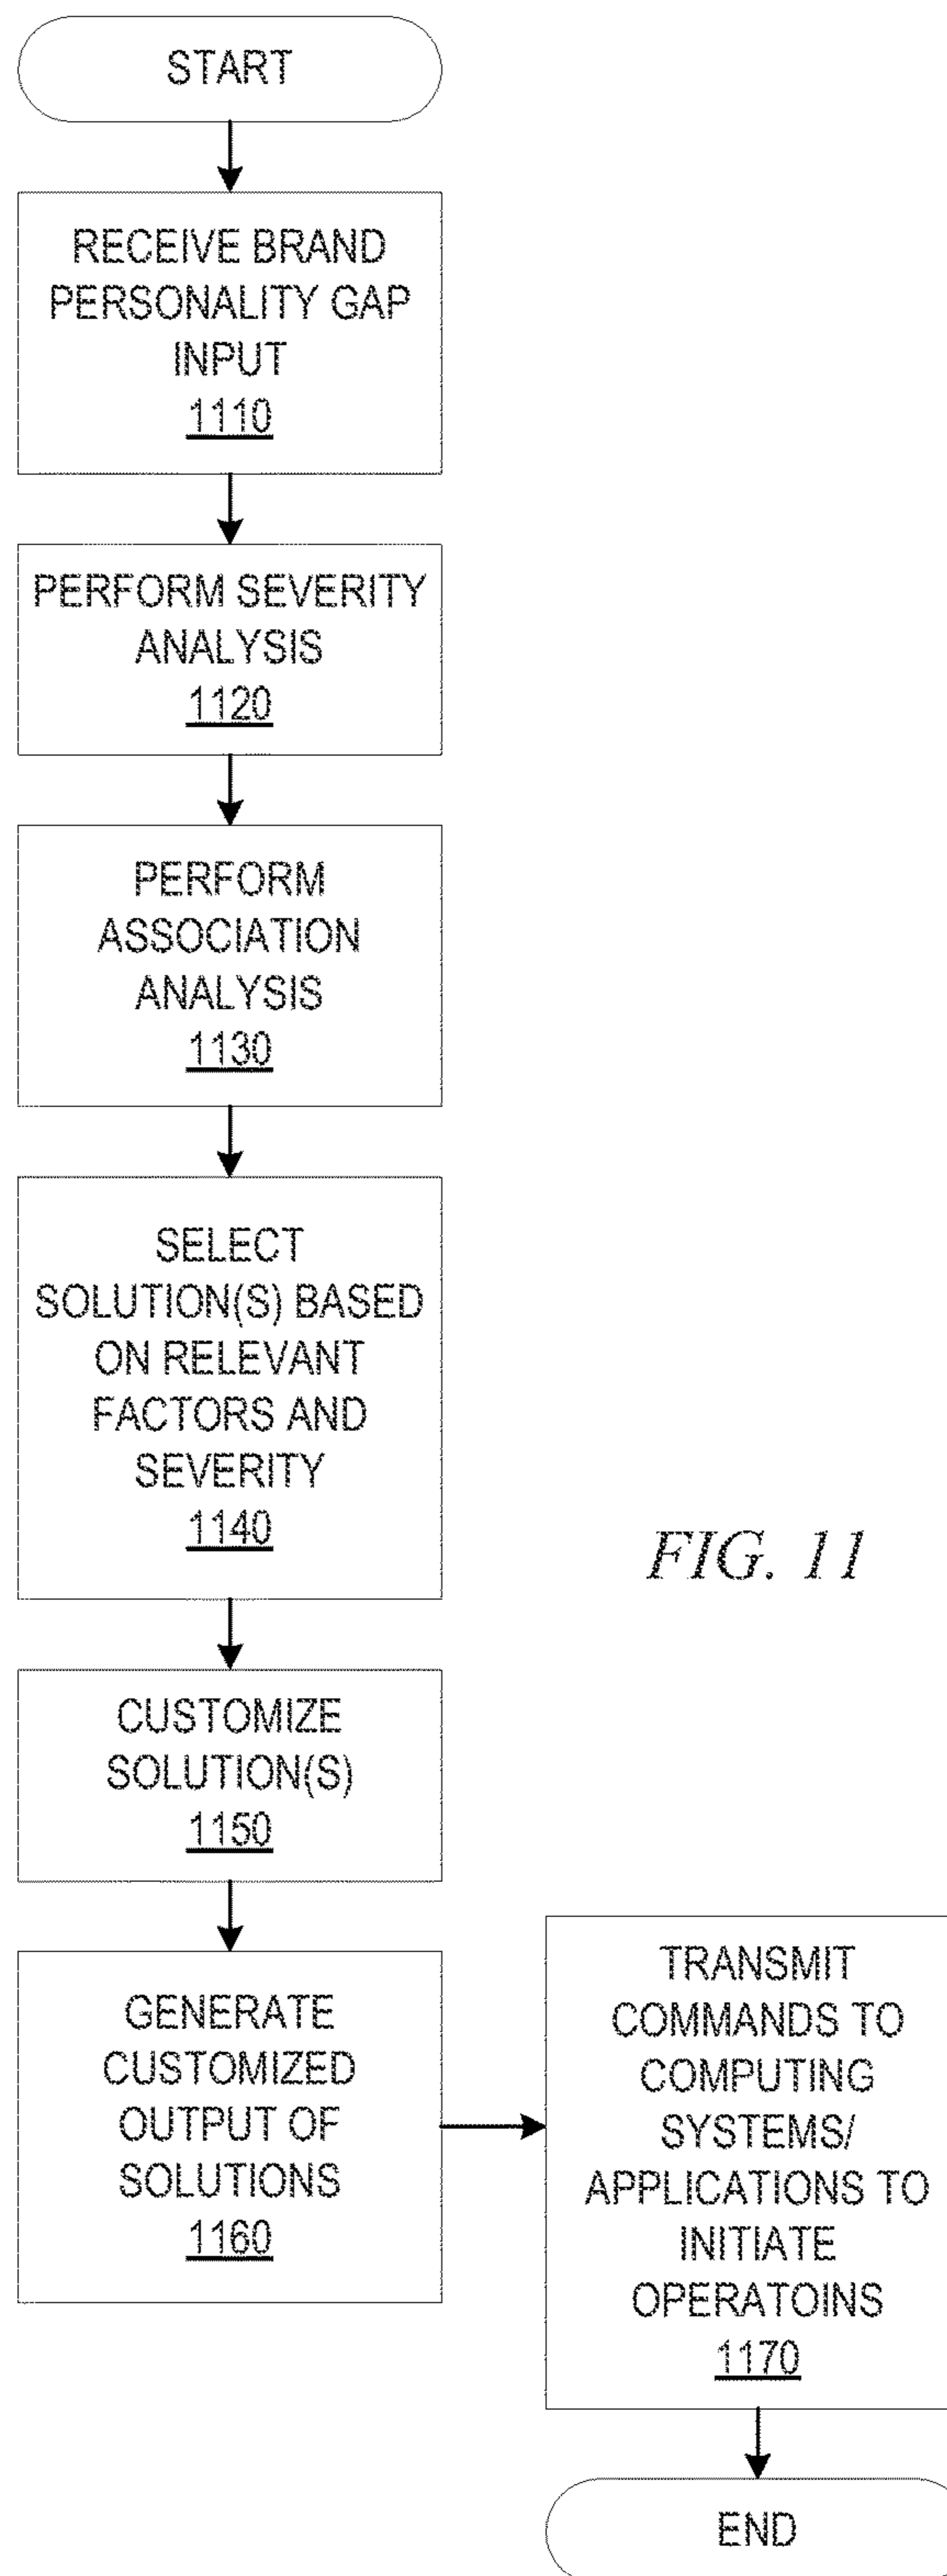 START
RECEIVE BRAND
PERSONALITY GAP
INPUT
1110
PERFORM SEVERITY
ANALYSIS
1120
PERFORM
ASSOCIATION
ANALYSIS
1130
SELECT
SOLUTION(S) BASED
ON RELEVANT
FACTORS AND
SEVERITY
1140
FIG. 11
CUSTOMIZE
SOLUTION(S)
1150
GENERATE
CUSTOMIZED
OUTPUT OF
SOLUTIONS
1160
TRANSMIT
COMMANDS TO
COMPUTING
SYSTEMS/
APPLICATIONS TO
INITIATE
OPERATOINS
1170
END